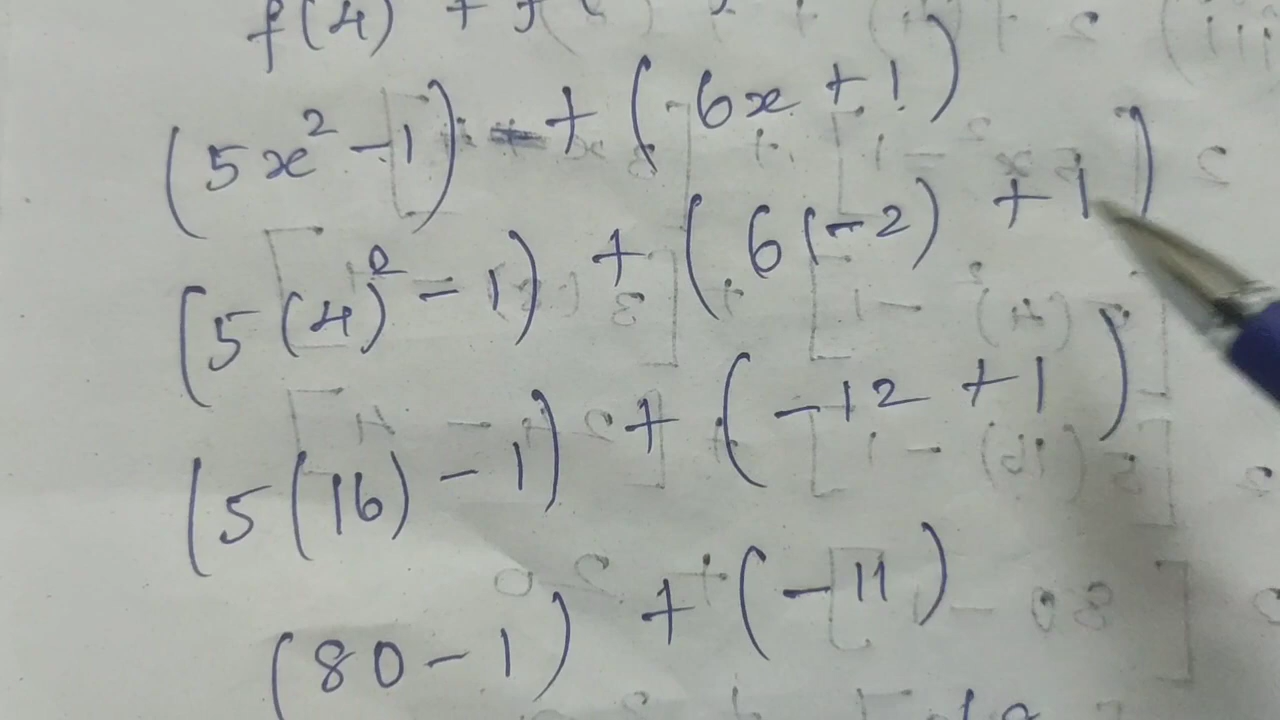 f(4) + f(
(5x² - 1) + (6x + 1)
(5(4)² - 1) + (6(-2) + 1)
(5(16) - 1) + (-12 + 1)
(80 - 1) + (-11)